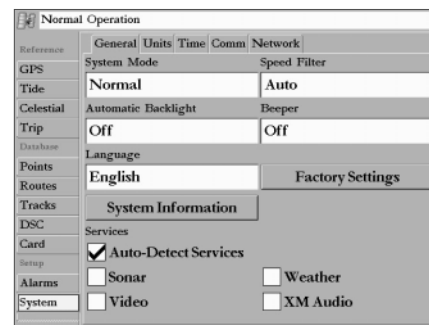 Normal Operation
General Units Time Comm Network
Reference
GPS
Tide
Celestial
Trip
Database
Points
Routes
Tracks
DSC
Card
Setup
Alarms
System
System Mode Speed Filter
Normal Auto
Automatic Backlight Beeper
Off Off
Language
English Factory Settings
System Information
Services
Auto-Detect Services
Sonar Weather
Video XM Audio